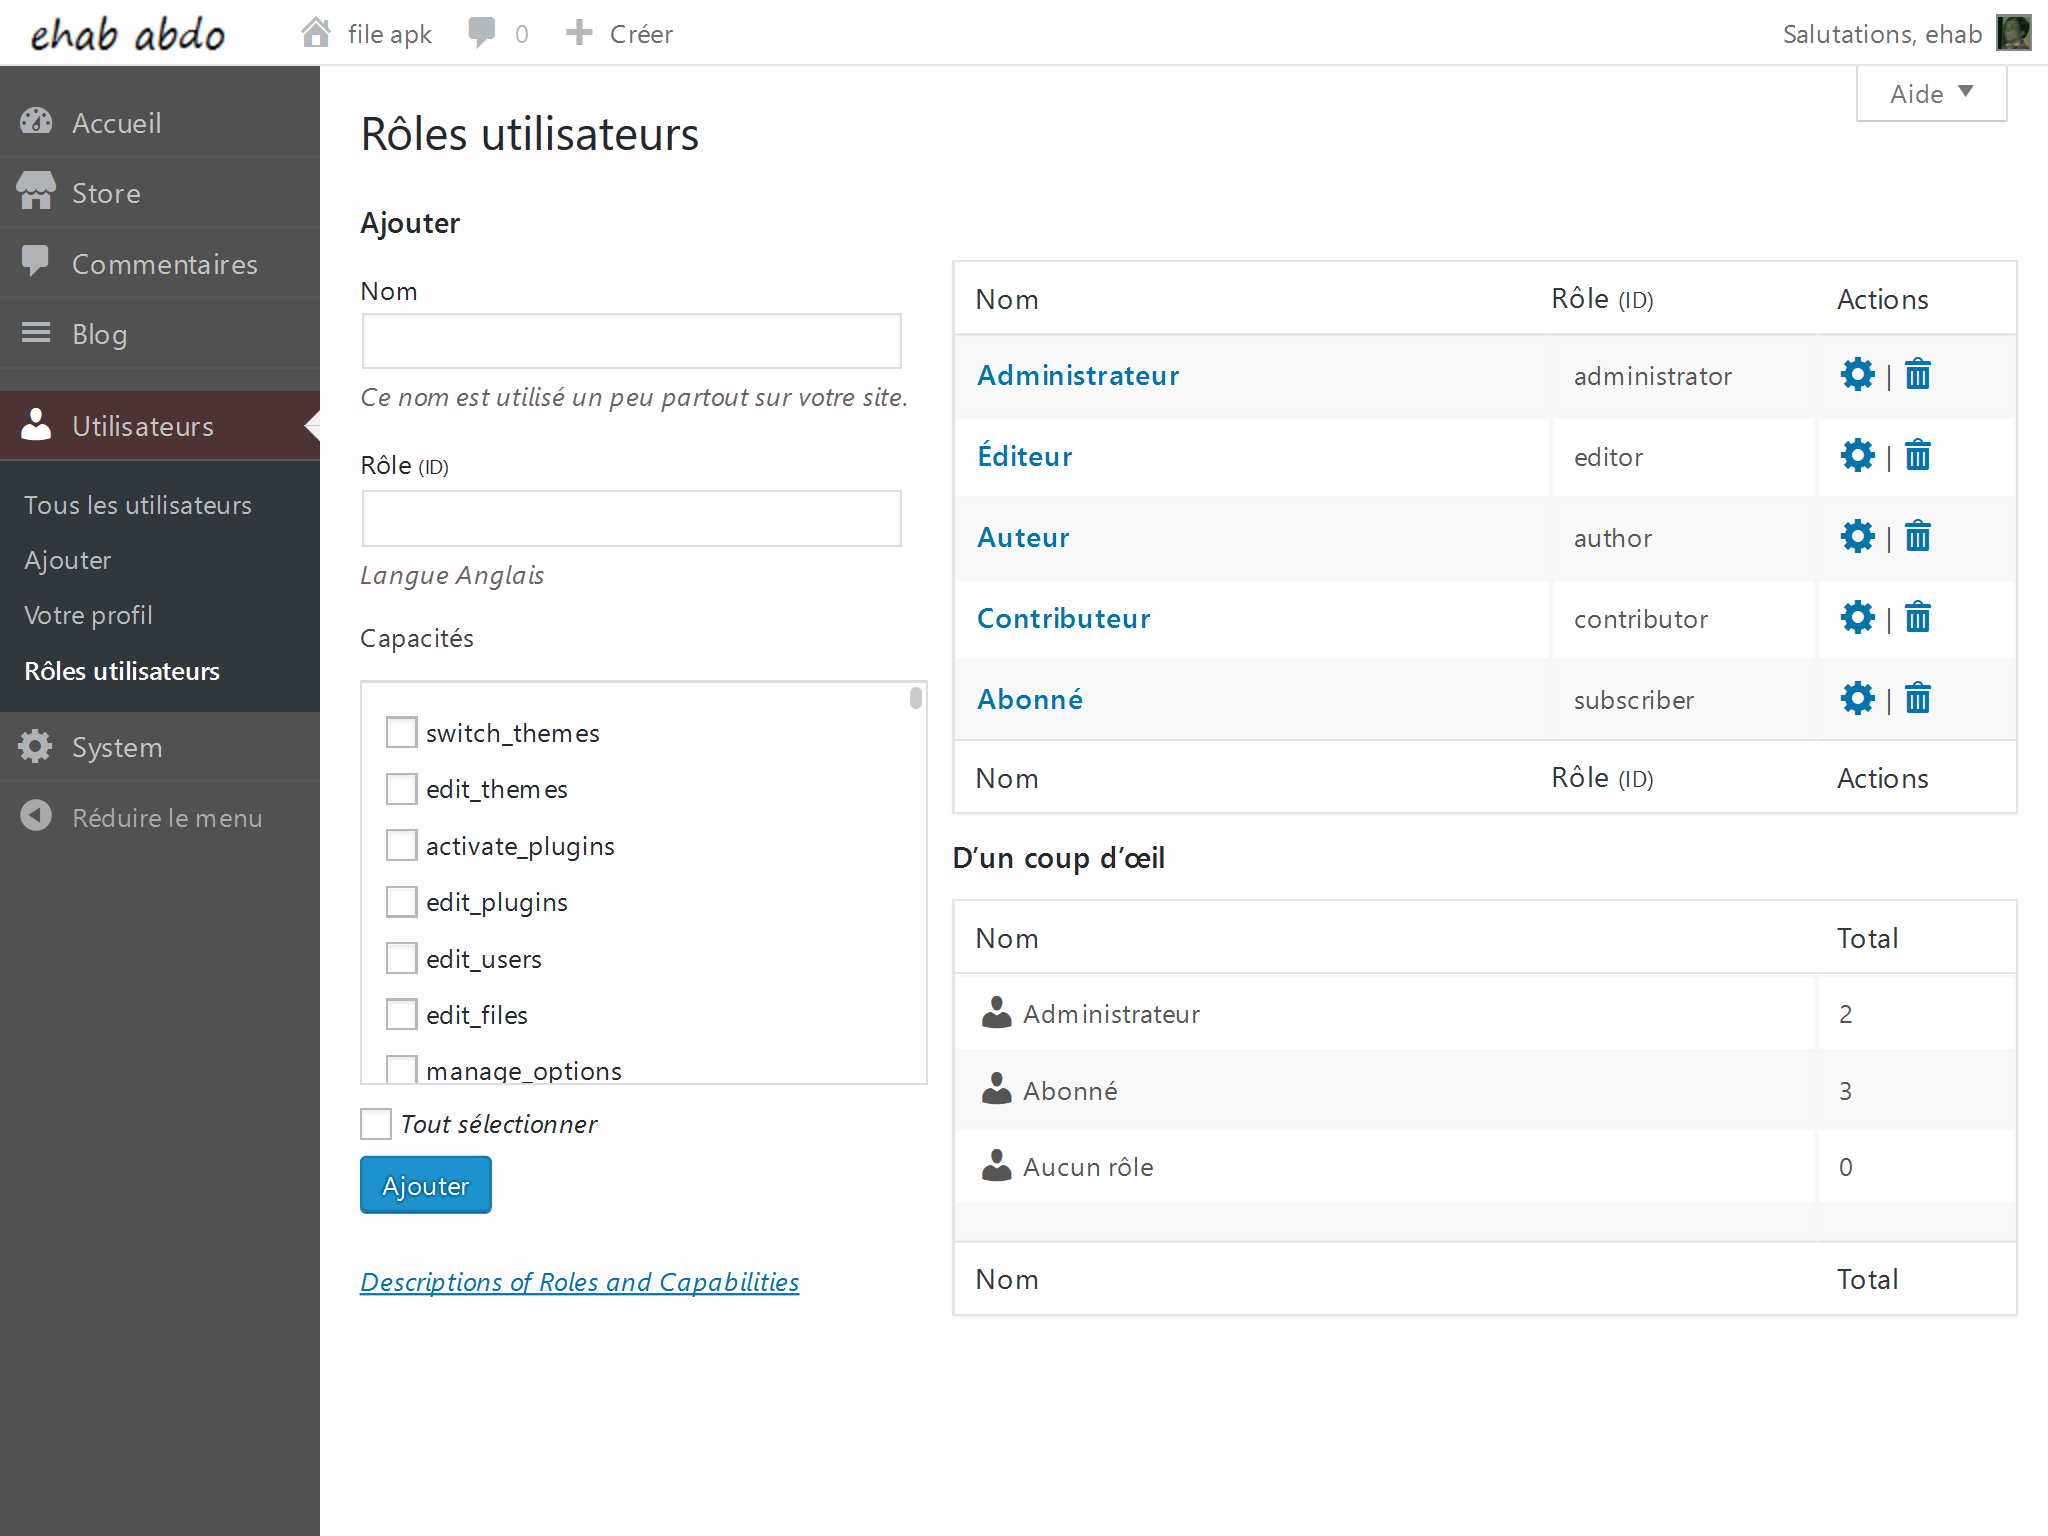 ehab abdo
file apk
0
Créer
Salutations, ehab
Aide
Accueil
Store
Commentaires
Blog
Utilisateurs
Tous les utilisateurs
Ajouter
Votre profil
Rôles utilisateurs
System
Réduire le menu
Rôles utilisateurs
Ajouter
Nom
Ce nom est utilisé un peu partout sur votre site.
Rôle (ID)
Langue Anglais
Capacités
switch_themes
edit_themes
activate_plugins
edit_plugins
edit_users
edit_files
manage_options
Tout sélectionner
Ajouter
Descriptions of Roles and Capabilities
Nom Rôle (ID) Actions
Administrateur administrator |
Éditeur editor |
Auteur author |
Contributeur contributor |
Abonné subscriber |
Nom Rôle (ID) Actions
D’un coup d’œil
Nom Total
Administrateur 2
Abonné 3
Aucun rôle 0
Nom Total